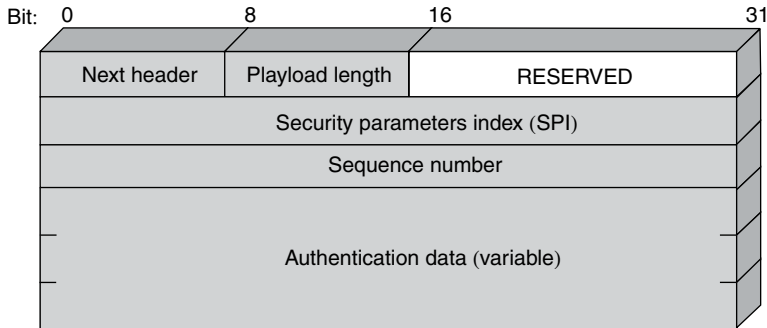 Bit: 0 8 16 31
Next header Playload length RESERVED
Security parameters index (SPI)
Sequence number
Authentication data (variable)